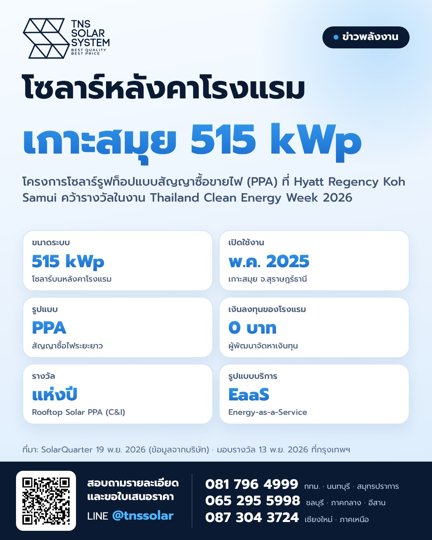 TNS
SOLAR
SYSTEM
BEST QUALITY
BEST PRICE
ข่าวพลังงาน
โซลาร์หลังคาโรงแรม
เกาะสมุย 515 kWp
โครงการโซลาร์รูฟท็อปแบบสัญญาซื้อขายไฟ (PPA) ที่ Hyatt Regency Koh
Samui คว้ารางวัลในงาน Thailand Clean Energy Week 2026
ขนาดระบบ
515 kWp
โซลาร์บนหลังคาโรงแรม
เปิดใช้งาน
พ.ค. 2025
เกาะสมุย จ.สุราษฎร์ธานี
รูปแบบ
PPA
สัญญาซื้อไฟระยะยาว
เงินลงทุนของโรงแรม
0 บาท
ผู้พัฒนาจัดหาเงินทุน
รางวัล
แห่งปี
Rooftop Solar PPA (C&I)
รูปแบบบริการ
EaaS
Energy-as-a-Service
ที่มา: SolarQuarter 19 พ.ย. 2026 (ข้อมูลจากบริษัท) · มอบรางวัล 13 พ.ย. 2026 ที่กรุงเทพฯ
สอบถามรายละเอียด
และขอใบเสนอราคา
LINE @tnssolar
081 796 4999 กทม. · นนทบุรี · สมุทรปราการ
065 295 5998 ชลบุรี · ภาคกลาง · อีสาน
087 304 3724 เชียงใหม่ · ภาคเหนือ